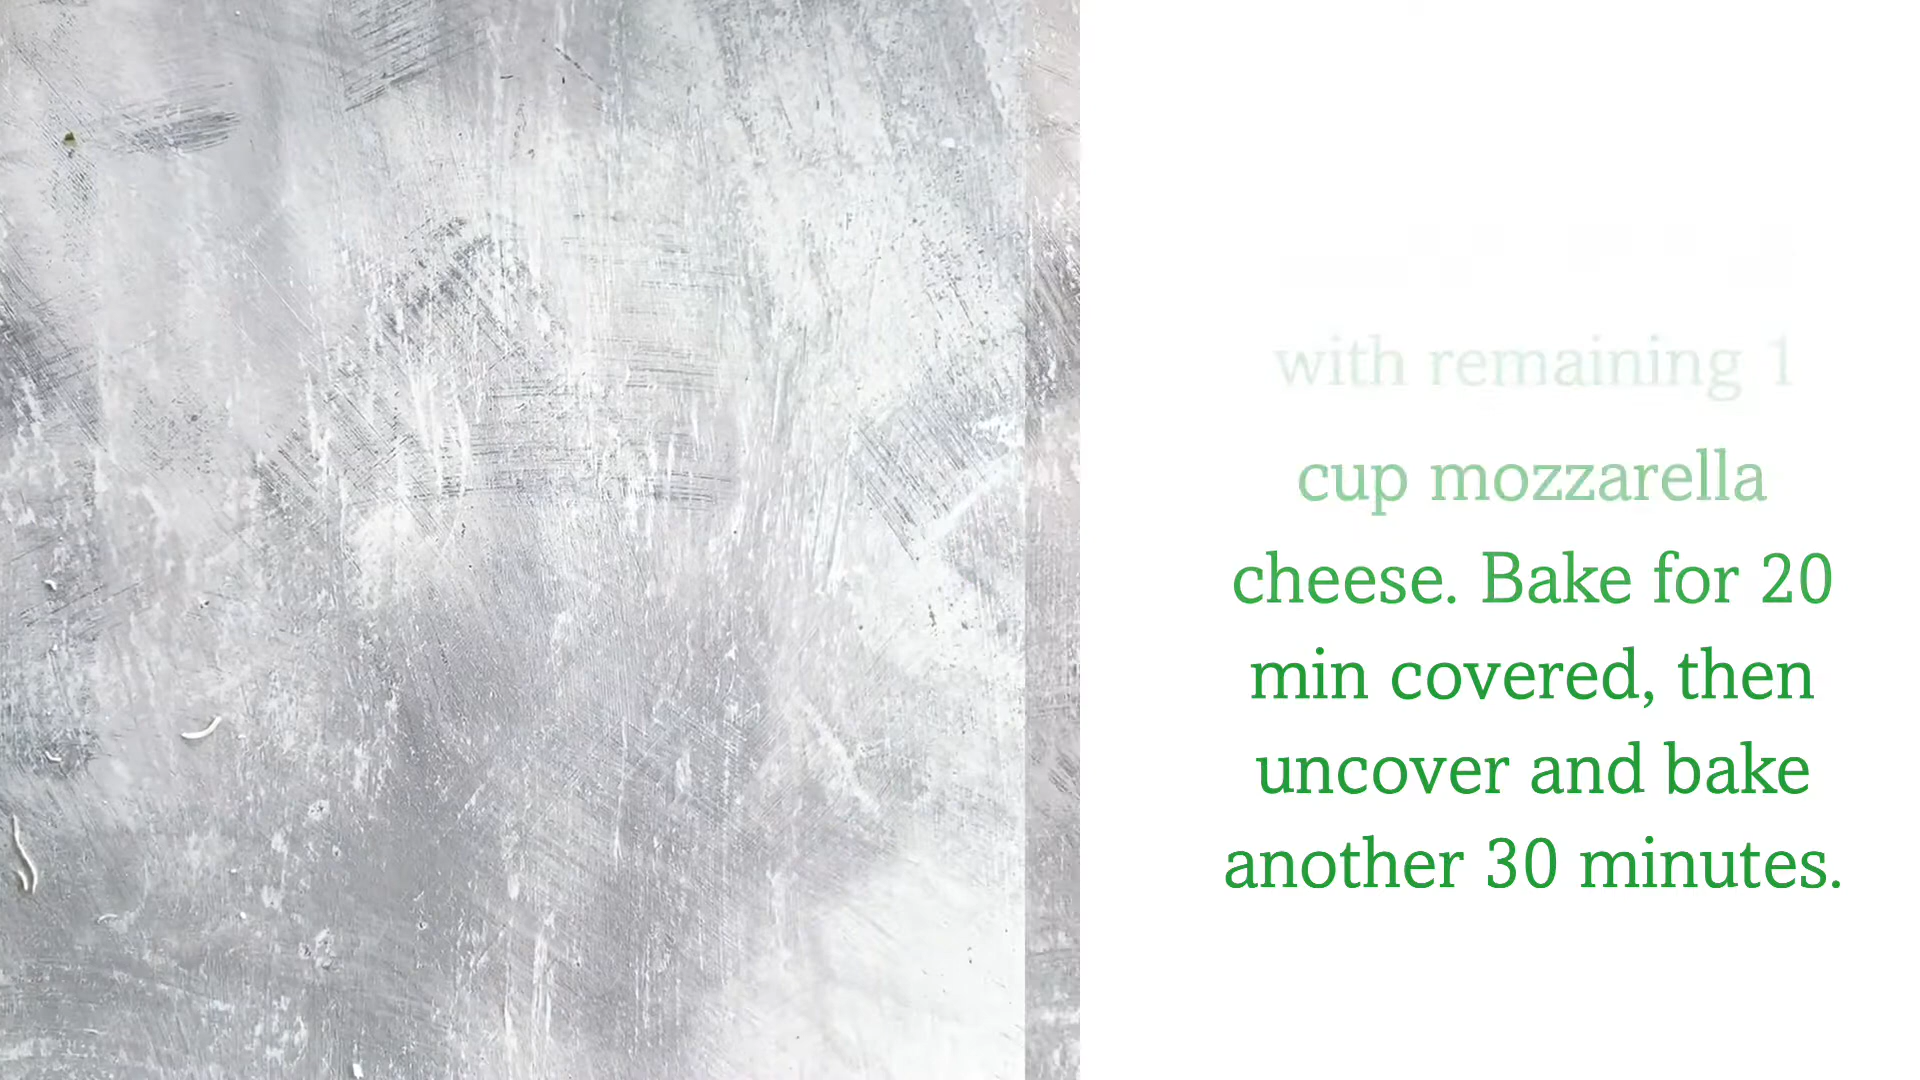 with remaining 1
cup mozzarella
cheese. Bake for 20
min covered, then
uncover and bake
another 30 minutes.